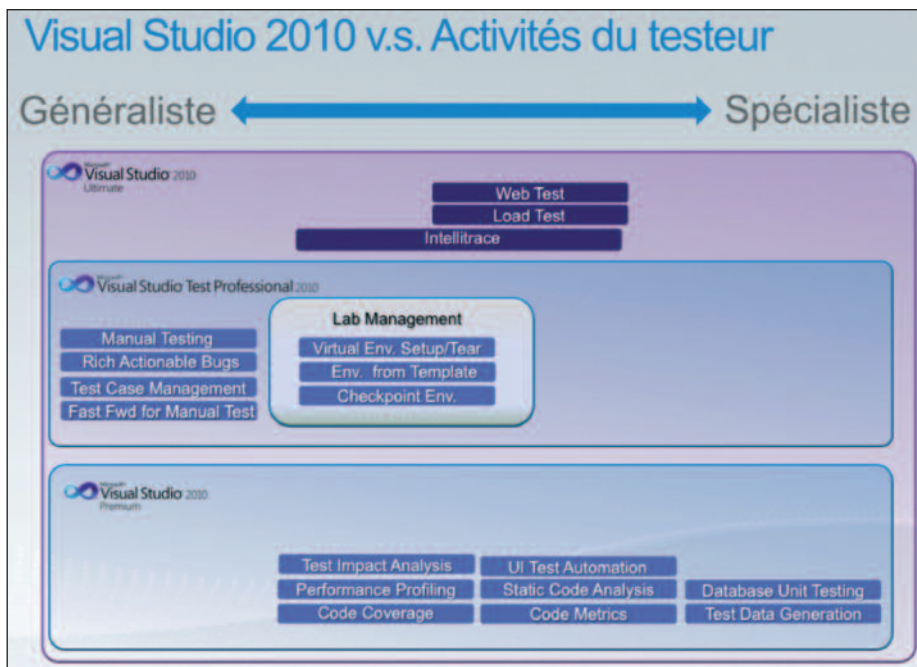 Visual Studio 2010 v.s. Activités du testeur
Généraliste
Spécialiste
Microsoft
Visual Studio 2010
Ultimate
Web Test
Load Test
Intellitrace
Microsoft
Visual Studio Test Professional 2010
Manual Testing
Rich Actionable Bugs
Test Case Management
Fast Fwd for Manual Test
Lab Management
Virtual Env. Setup/Tear
Env. from Template
Checkpoint Env.
Microsoft
Visual Studio 2010
Premium
Test Impact Analysis
Performance Profiling
Code Coverage
UI Test Automation
Static Code Analysis
Code Metrics
Database Unit Testing
Test Data Generation